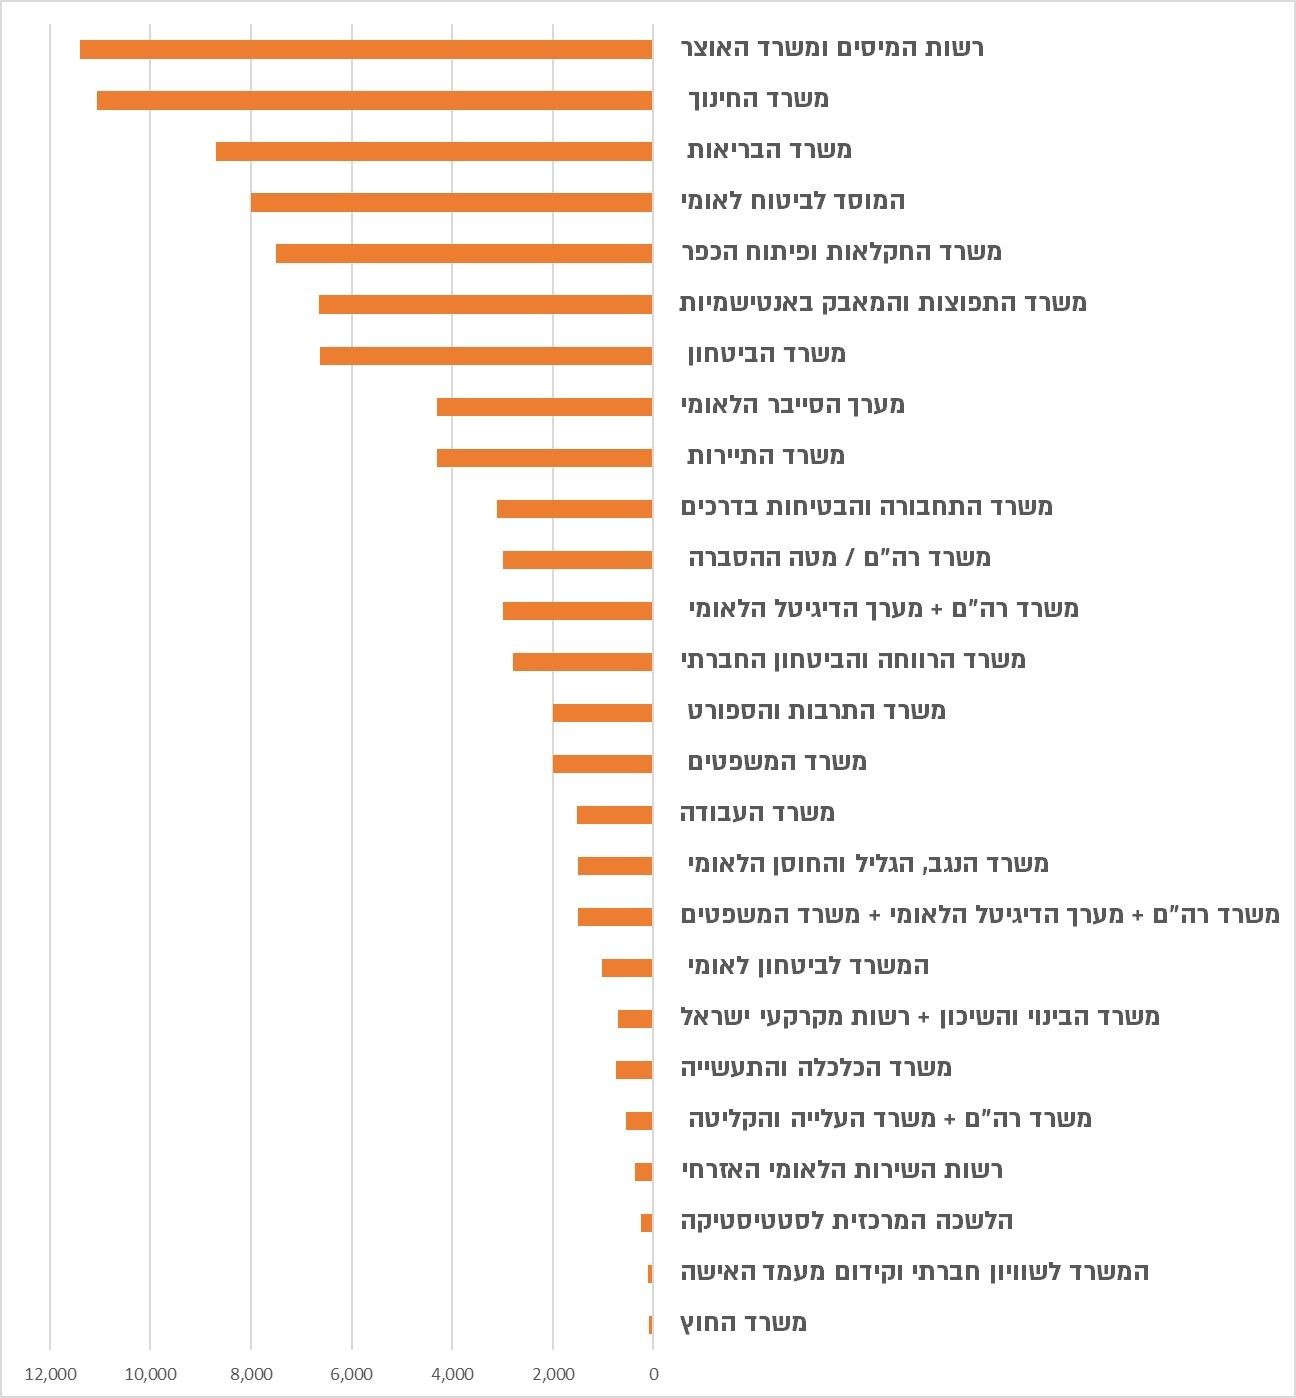 רשות המיסים ומשרד האוצר
משרד החינוך
משרד הבריאות
המוסד לביטוח לאומי
משרד החקלאות ופיתוח הכפר
משרד התפוצות והמאבק באנטישמיות
משרד הביטחון
מערך הסייבר הלאומי
משרד התיירות
משרד התחבורה והבטיחות בדרכים
משרד רה"ם / מטה ההסברה
משרד רה"ם + מערך הדיגיטל הלאומי
משרד הרווחה והביטחון החברתי
משרד התרבות והספורט
משרד המשפטים
משרד העבודה
משרד הנגב, הגליל והחוסן הלאומי
משרד רה"ם + מערך הדיגיטל הלאומי + משרד המשפטים
המשרד לביטחון לאומי
משרד הבינוי והשיכון + רשות מקרקעי ישראל
משרד הכלכלה והתעשייה
משרד רה"ם + משרד העלייה והקליטה
רשות השירות הלאומי האזרחי
הלשכה המרכזית לסטטיסטיקה
המשרד לשוויון חברתי וקידום מעמד האישה
משרד החוץ
12,000 10,000 8,000 6,000 4,000 2,000 0